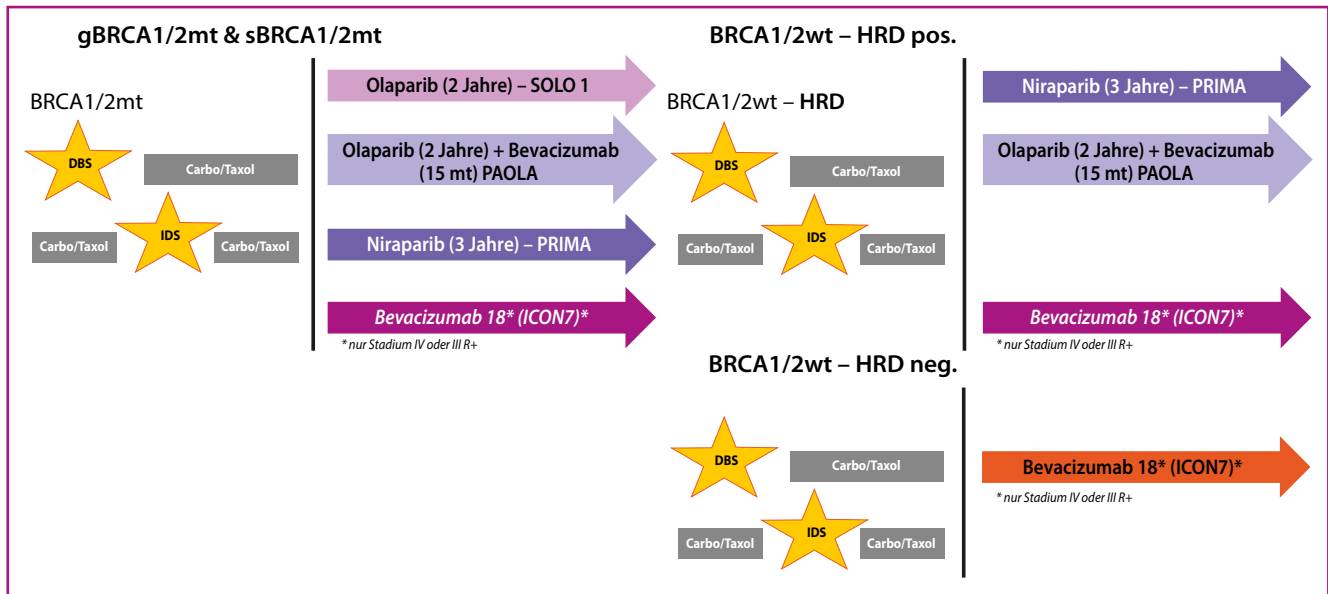 gBRCA1/2mt & sBRCA1/2mt
BRCA1/2mt
DBS
Carbo/Taxol
Carbo/Taxol
IDS
Carbo/Taxol
Olaparib (2 Jahre) – SOLO 1
Olaparib (2 Jahre) + Bevacizumab
(15 mt) PAOLA
Niraparib (3 Jahre) – PRIMA
Bevacizumab 18* (ICON7)*
* nur Stadium IV oder III R+
BRCA1/2wt – HRD pos.
BRCA1/2wt – HRD
DBS
Carbo/Taxol
Carbo/Taxol
IDS
Carbo/Taxol
Niraparib (3 Jahre) – PRIMA
Olaparib (2 Jahre) + Bevacizumab
(15 mt) PAOLA
Bevacizumab 18* (ICON7)*
* nur Stadium IV oder III R+
BRCA1/2wt – HRD neg.
DBS
Carbo/Taxol
Carbo/Taxol
IDS
Carbo/Taxol
Bevacizumab 18* (ICON7)*
* nur Stadium IV oder III R+